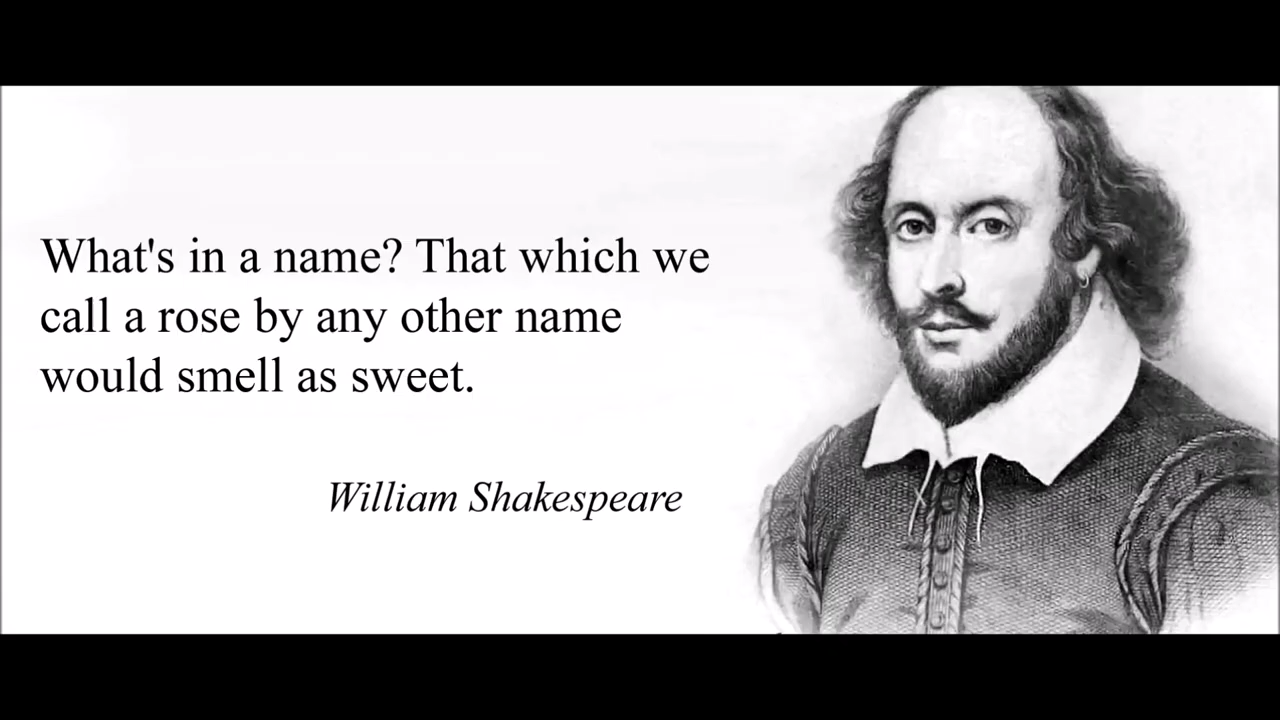 What's in a name? That which we
call a rose by any other name
would smell as sweet.
William Shakespeare